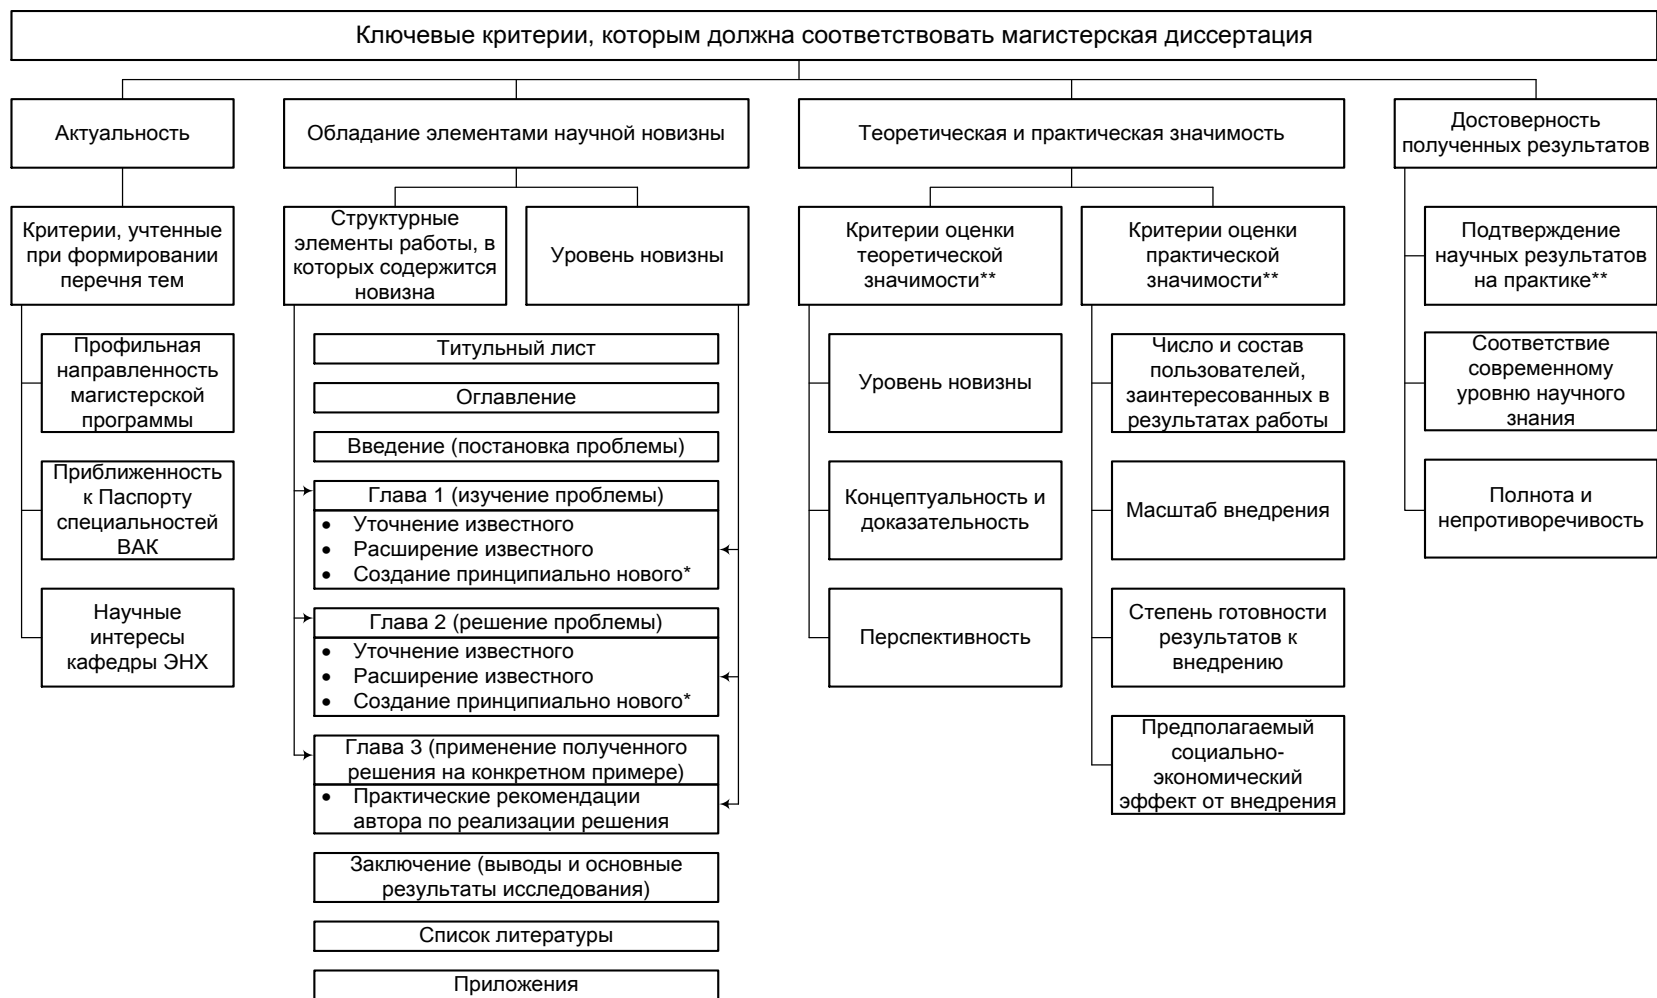 Ключевые критерии, которым должна соответствовать магистерская диссертация
Актуальность
Обладание элементами научной новизны
Теоретическая и практическая значимость
Достоверность
полученных результатов
Критерии, учтенные
при формировании
перечня тем
Профильная
направленность
магистерской
программы
Приближенность
к Паспорту
специальностей
ВАК
Научные
интересы
кафедры ЭНХ
Структурные
элементы работы, в
которых содержится
новизна
Уровень новизны
Титульный лист
Оглавление
Введение (постановка проблемы)
Глава 1 (изучение проблемы)
• Уточнение известного
• Расширение известного
• Создание принципиально нового*
Глава 2 (решение проблемы)
• Уточнение известного
• Расширение известного
• Создание принципиально нового*
Глава 3 (применение полученного
решения на конкретном примере)
• Практические рекомендации
автора по реализации решения
Заключение (выводы и основные
результаты исследования)
Список литературы
Приложения
Критерии оценки
теоретической
значимости**
Уровень новизны
Концептуальность и
доказательность
Перспективность
Критерии оценки
практической
значимости**
Число и состав
пользователей,
заинтересованных в
результатах работы
Масштаб внедрения
Степень готовности
результатов к
внедрению
Предполагаемый
социально-
экономический
эффект от внедрения
Подтверждение
научных результатов
на практике**
Соответствие
современному
уровню научного
знания
Полнота и
непротиворечивость